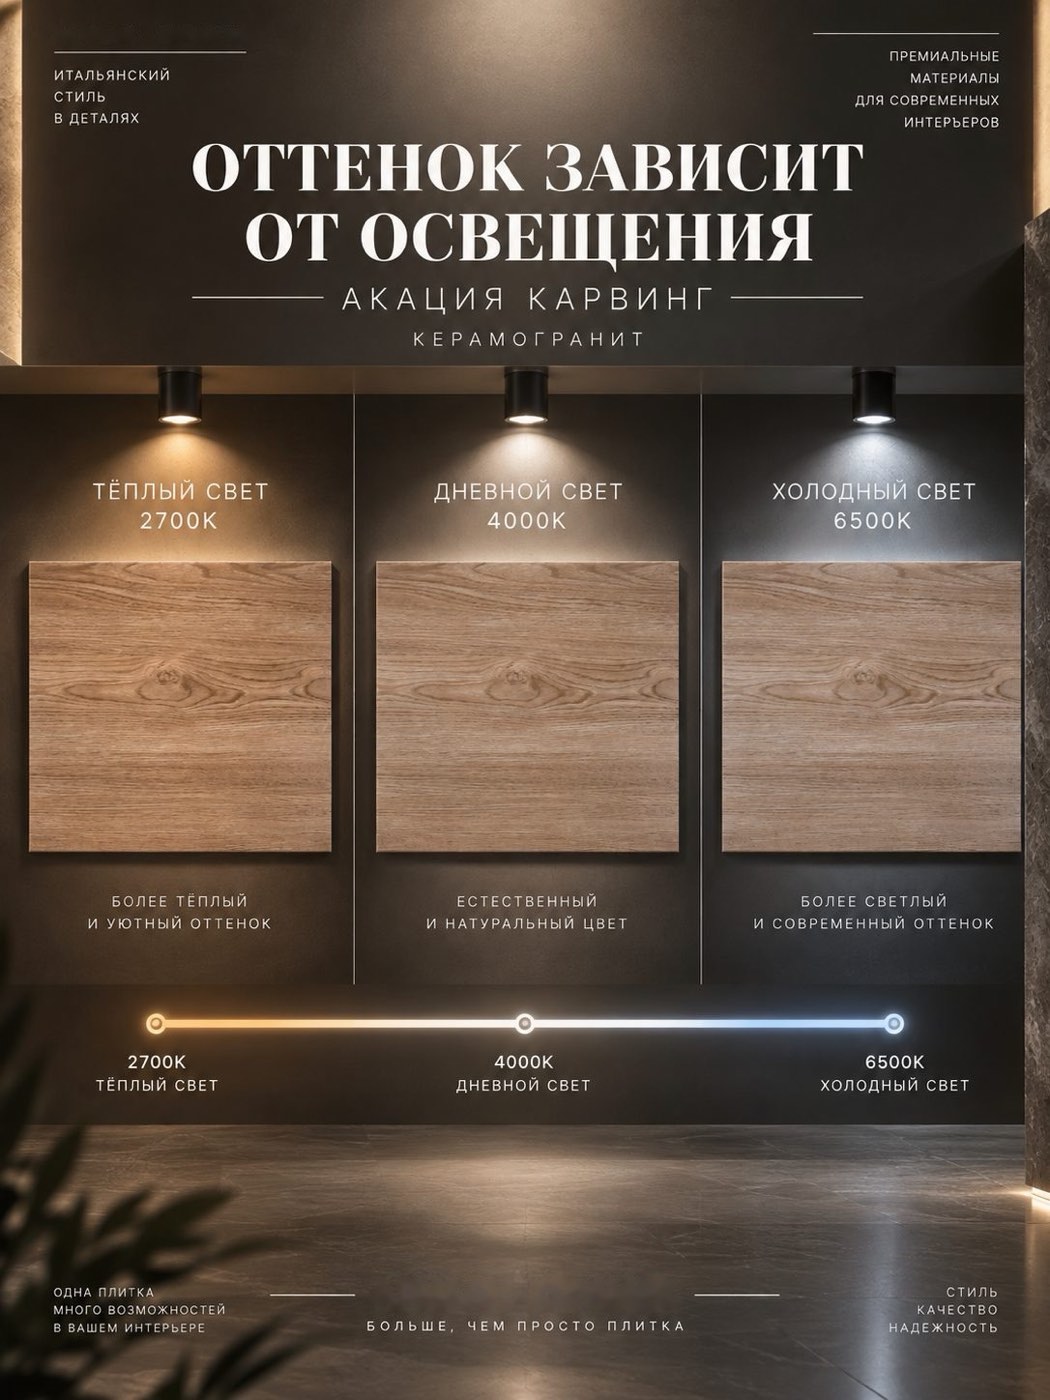 ИТАЛЬЯНСКИЙ
СТИЛЬ
В ДЕТАЛЯХ
ПРЕМИАЛЬНЫЕ
МАТЕРИАЛЫ
ДЛЯ СОВРЕМЕННЫХ
ИНТЕРЬЕРОВ
ОТТЕНОК ЗАВИСИТ
ОТ ОСВЕЩЕНИЯ
АКАЦИЯ КАРВИНГ
КЕРАМОГРАНИТ
ТЁПЛЫЙ СВЕТ
2700K
ДНЕВНОЙ СВЕТ
4000K
ХОЛОДНЫЙ СВЕТ
6500K
БОЛЕЕ ТЁПЛЫЙ
И УЮТНЫЙ ОТТЕНОК
ЕСТЕСТВЕННЫЙ
И НАТУРАЛЬНЫЙ ЦВЕТ
БОЛЕЕ СВЕТЛЫЙ
И СОВРЕМЕННЫЙ ОТТЕНОК
2700K
ТЁПЛЫЙ СВЕТ
4000K
ДНЕВНОЙ СВЕТ
6500K
ХОЛОДНЫЙ СВЕТ
ОДНА ПЛИТКА
МНОГО ВОЗМОЖНОСТЕЙ
В ВАШЕМ ИНТЕРЬЕРЕ
БОЛЬШЕ, ЧЕМ ПРОСТО ПЛИТКА
СТИЛЬ
КАЧЕСТВО
НАДЕЖНОСТЬ